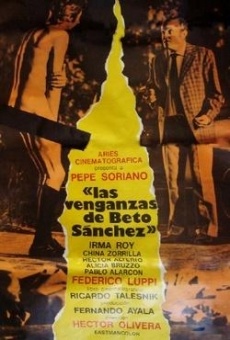 ARIES
CINEMATOGRAFICA
presenta a
PEPE SORIANO
«las
venganzas
de Beto
Sánchez»
IRMA ROY
CHINA ZORRILLA
HECTOR ALTERIO
ALICIA BRUZZO
PABLO ALARCON
FEDERICO LUPPI
RICARDO TALESNIK
FERNANDO AYALA
HECTOR OLIVERA
EASTMANCOLOR